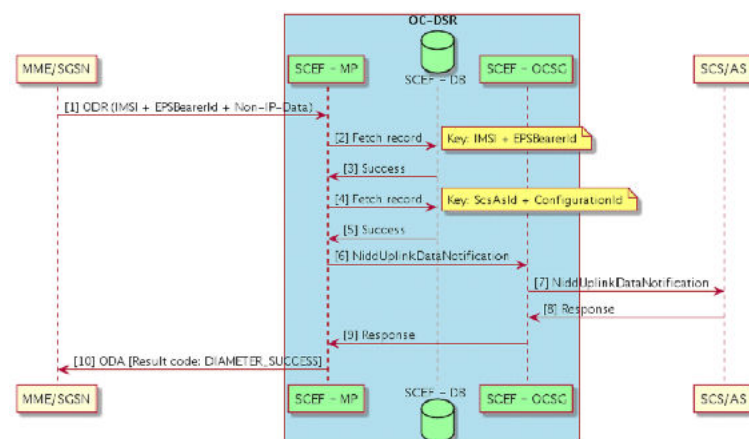 OC-DSR
MME/SGSN
SCEF - MP
SCEF - DB
SCEF - OCSG
SCS/AS
[1] ODR (IMSI + EPSBearerId + Non-IP-Data)
[2] Fetch record
Key: IMSI + EPSBearerId
[3] Success
[4] Fetch record
Key: ScsAsId + ConfigurationId
[5] Success
[6] NiddUplinkDataNotification
[7] NiddUplinkDataNotification
[8] Response
[9] Response
[10] ODA [Result code: DIAMETER_SUCCESS]
MME/SGSN
SCEF - MP
SCEF - DB
SCEF - OCSG
SCS/AS